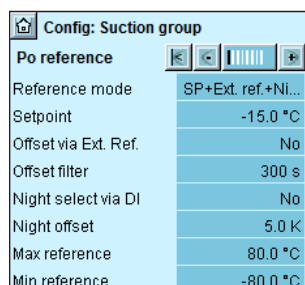 Config: Suction group
Po reference
Reference mode SP+Ext. ref.+Ni...
Setpoint -15.0 °C
Offset via Ext. Ref. No
Offset filter 300 s
Night select via DI No
Night offset 5.0 K
Max reference 80.0 °C
Min reference -80.0 °C